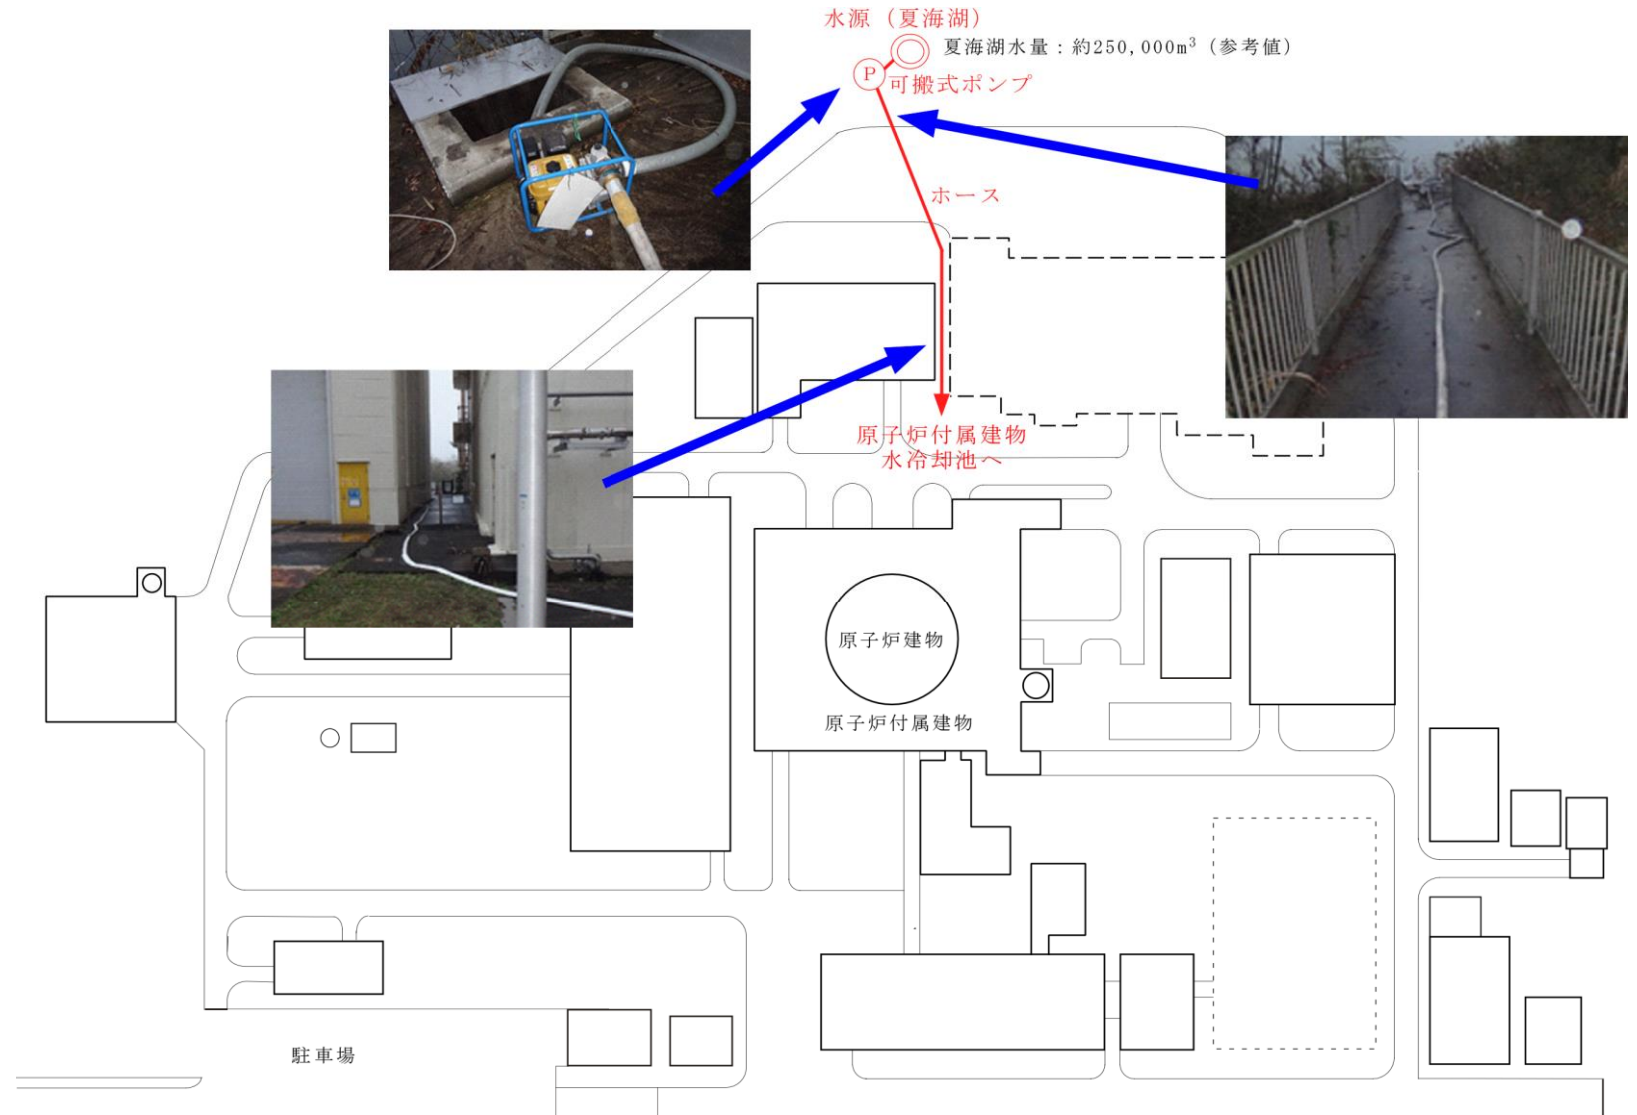 水源（夏海湖）
夏海湖水量：約250,000m³（参考値）
P
可搬式ポンプ
ホース
原子炉付属建物
水冷却池へ
原子炉建物
原子炉付属建物
駐車場